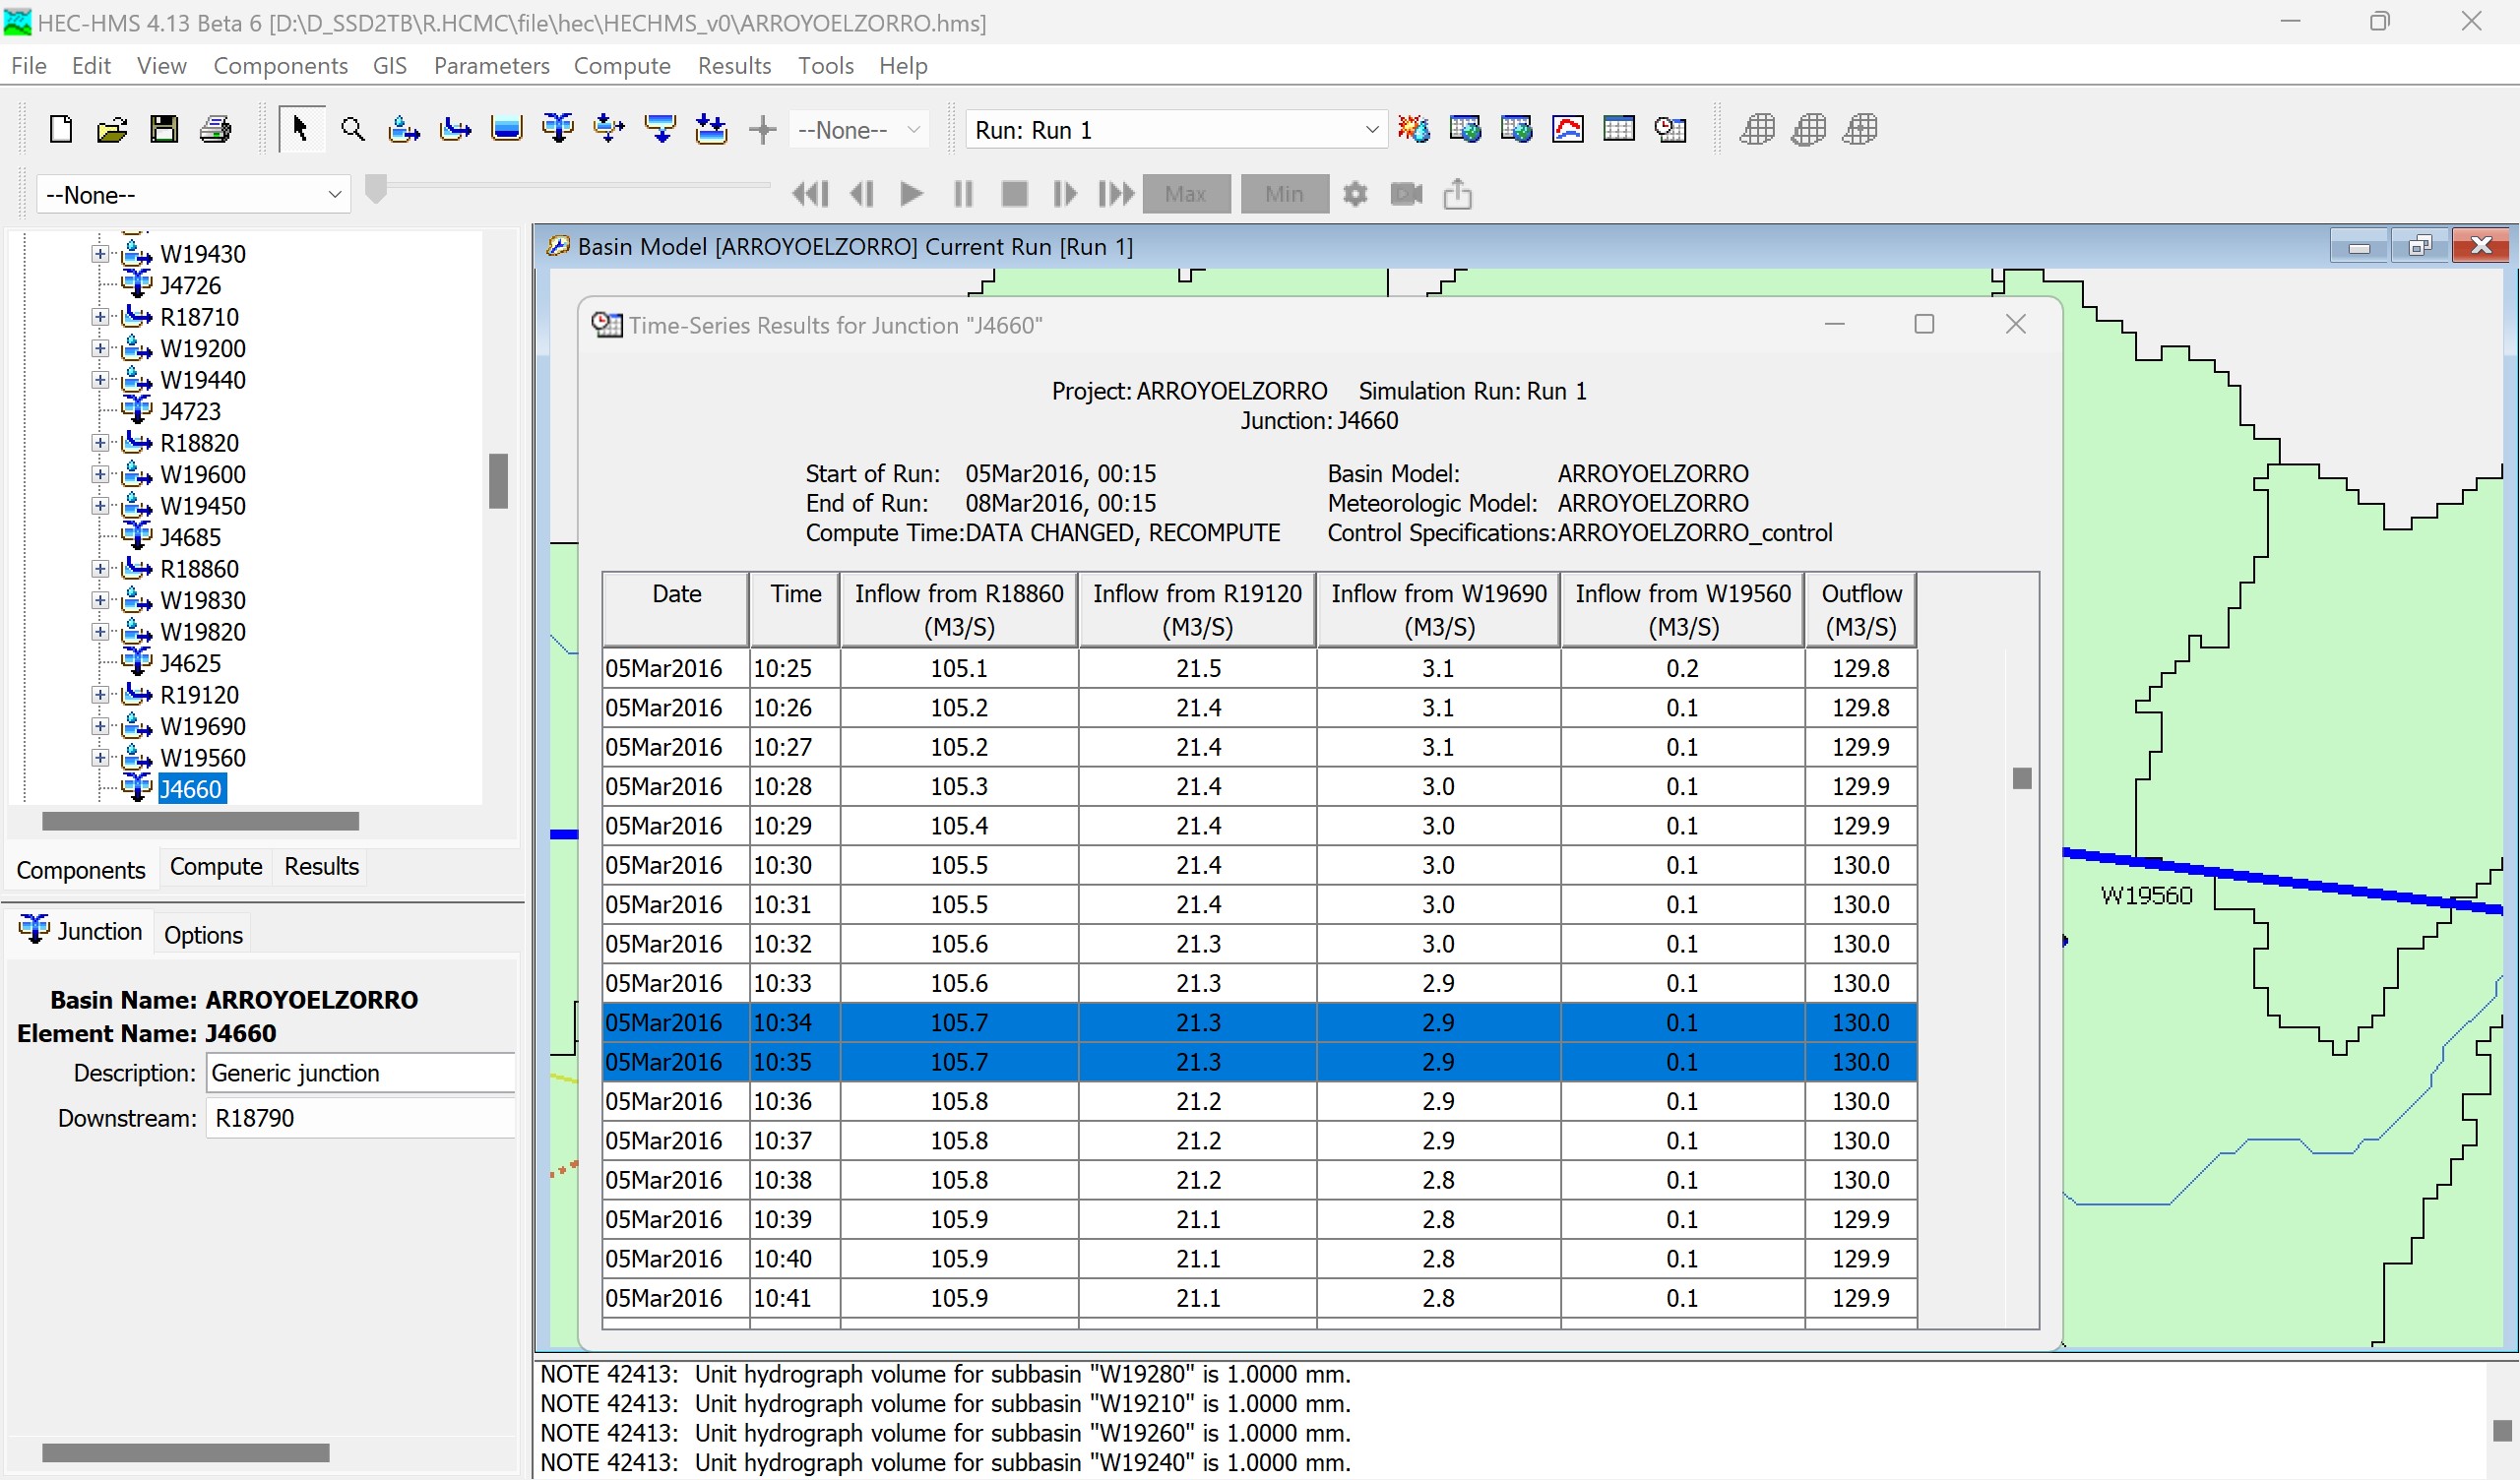 HEC-HMS 4.13 Beta 6 [D:\D_SSD2TB\R.HCMC\file\hec\HECHMS_v0\ARROYOELZORRO.hms]
File Edit View Components GIS Parameters Compute Results Tools Help
--None-- Run: Run 1
--None-- Max Min
W19430
J4726
R18710
W19200
W19440
J4723
R18820
W19600
W19450
J4685
R18860
W19830
W19820
J4625
R19120
W19690
W19560
J4660
Components Compute Results
Junction Options
Basin Name: ARROYOELZORRO
Element Name: J4660
Description: Generic junction
Downstream: R18790
Basin Model [ARROYOELZORRO] Current Run [Run 1]
Time-Series Results for Junction "J4660"
Project: ARROYOELZORRO Simulation Run: Run 1
Junction: J4660
Start of Run: 05Mar2016, 00:15 Basin Model: ARROYOELZORRO
End of Run: 08Mar2016, 00:15 Meteorologic Model: ARROYOELZORRO
Compute Time:DATA CHANGED, RECOMPUTE Control Specifications:ARROYOELZORRO_control
Date Time Inflow from R18860 Inflow from R19120 Inflow from W19690 Inflow from W19560 Outflow
(M3/S) (M3/S) (M3/S) (M3/S) (M3/S)
05Mar2016 10:25 105.1 21.5 3.1 0.2 129.8
05Mar2016 10:26 105.2 21.4 3.1 0.1 129.8
05Mar2016 10:27 105.2 21.4 3.1 0.1 129.9
05Mar2016 10:28 105.3 21.4 3.0 0.1 129.9
05Mar2016 10:29 105.4 21.4 3.0 0.1 129.9
05Mar2016 10:30 105.5 21.4 3.0 0.1 130.0
05Mar2016 10:31 105.5 21.4 3.0 0.1 130.0
05Mar2016 10:32 105.6 21.3 3.0 0.1 130.0
05Mar2016 10:33 105.6 21.3 2.9 0.1 130.0
05Mar2016 10:34 105.7 21.3 2.9 0.1 130.0
05Mar2016 10:35 105.7 21.3 2.9 0.1 130.0
05Mar2016 10:36 105.8 21.2 2.9 0.1 130.0
05Mar2016 10:37 105.8 21.2 2.9 0.1 130.0
05Mar2016 10:38 105.8 21.2 2.8 0.1 130.0
05Mar2016 10:39 105.9 21.1 2.8 0.1 129.9
05Mar2016 10:40 105.9 21.1 2.8 0.1 129.9
05Mar2016 10:41 105.9 21.1 2.8 0.1 129.9
W19560
NOTE 42413: Unit hydrograph volume for subbasin "W19280" is 1.0000 mm.
NOTE 42413: Unit hydrograph volume for subbasin "W19210" is 1.0000 mm.
NOTE 42413: Unit hydrograph volume for subbasin "W19260" is 1.0000 mm.
NOTE 42413: Unit hydrograph volume for subbasin "W19240" is 1.0000 mm.